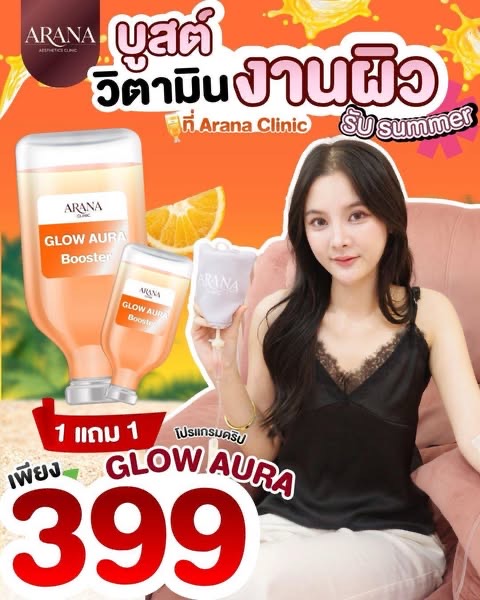 ARANA
AESTHETICS CLINIC
บูสต์
วิตามินงานผิว
ที่ Arana Clinic
รับ summer
ARANA
CLINIC
GLOW AURA
Booster
ARANA
GLOW AURA
Booster
ARANA
1 แถม 1
โปรแกรมดริป
GLOW AURA
เพียง
399